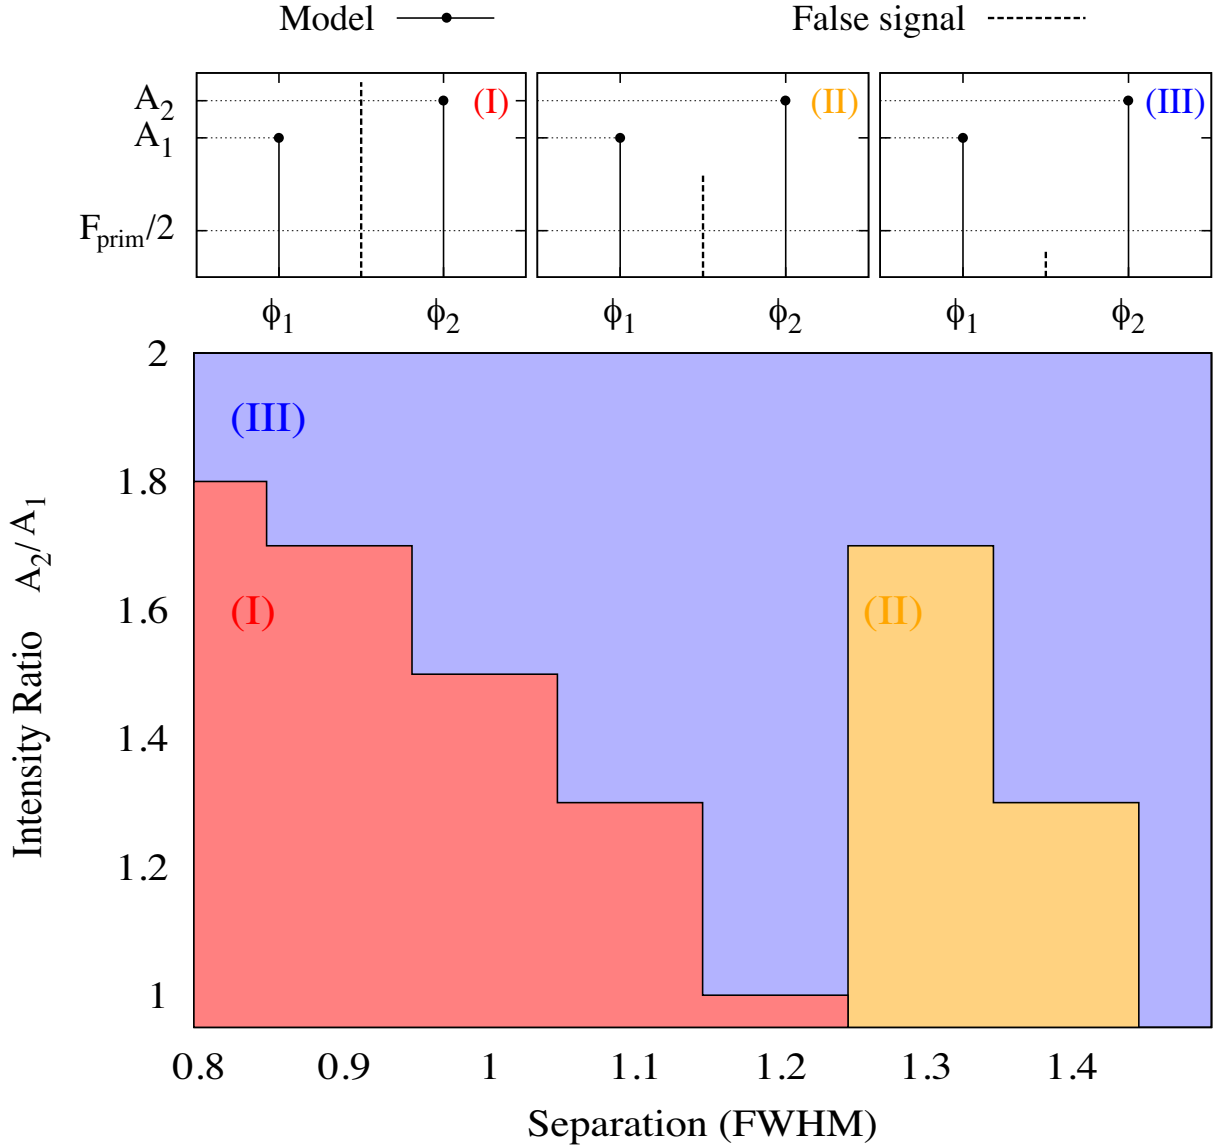 Model False signal
A₂ (I) (II) (III)
A₁
F_prim/2
ϕ₁ ϕ₂ ϕ₁ ϕ₂ ϕ₁ ϕ₂
2
(III)
1.8
1.6 (I) (II)
1.4
1.2
1
Intensity Ratio A₂/A₁
0.8 0.9 1 1.1 1.2 1.3 1.4
Separation (FWHM)